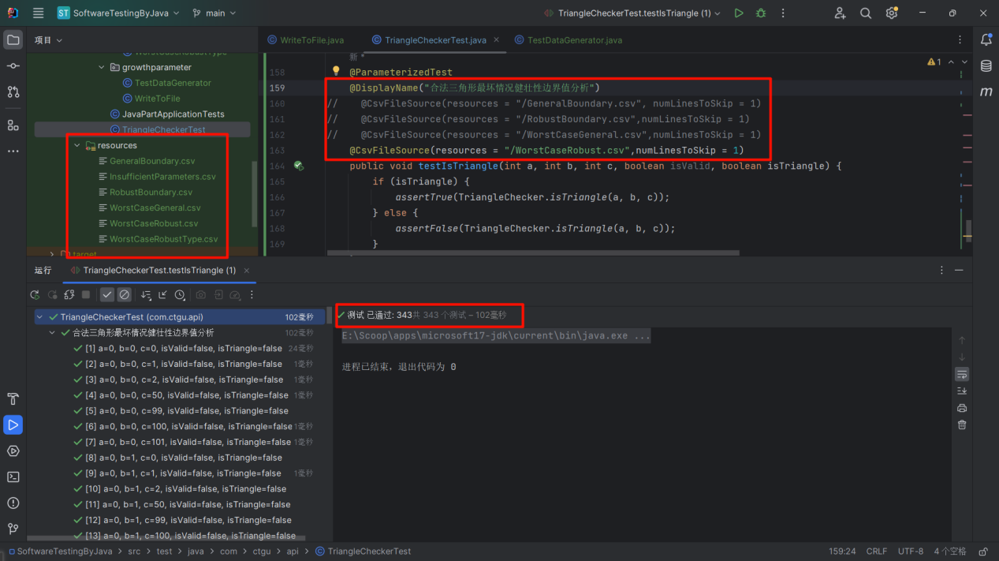 ST SoftwareTestingByJava main TriangleCheckerTest.testIsTriangle (1)
项目 WriteToFile.java TriangleCheckerTest.java TestDataGenerator.java
WorstCaseRobustType
growthparameter
TestDataGenerator
WriteToFile
JavaPartApplicationTests
TriangleCheckerTest
resources
GeneralBoundary.csv
InsufficientParameters.csv
RobustBoundary.csv
WorstCaseGeneral.csv
WorstCaseRobust.csv
WorstCaseRobustType.csv
target
新 *
1
158 @ParameterizedTest
159 @DisplayName("合法三角形最坏情况健壮性边界值分析")
160 // @CsvFileSource(resources = "/GeneralBoundary.csv", numLinesToSkip = 1)
161 // @CsvFileSource(resources = "/RobustBoundary.csv",numLinesToSkip = 1)
162 // @CsvFileSource(resources = "/WorstCaseGeneral.csv",numLinesToSkip = 1)
163 @CsvFileSource(resources = "/WorstCaseRobust.csv",numLinesToSkip = 1)
164 public void testIsTriangle(int a, int b, int c, boolean isValid, boolean isTriangle) {
165 if (isTriangle) {
166 assertTrue(TriangleChecker.isTriangle(a, b, c));
167 } else {
168 assertFalse(TriangleChecker.isTriangle(a, b, c));
169 }
m
运行 TriangleCheckerTest.testIsTriangle (1)
TriangleCheckerTest (com.ctgu.api) 102毫秒
合法三角形最坏情况健壮性边界值分析 102毫秒
[1] a=0, b=0, c=0, isValid=false, isTriangle=false 24毫秒
[2] a=0, b=0, c=1, isValid=false, isTriangle=false 1毫秒
[3] a=0, b=0, c=2, isValid=false, isTriangle=false 1毫秒
[4] a=0, b=0, c=50, isValid=false, isTriangle=false 1毫秒
[5] a=0, b=0, c=99, isValid=false, isTriangle=false
[6] a=0, b=0, c=100, isValid=false, isTriangle=false 1毫秒
[7] a=0, b=0, c=101, isValid=false, isTriangle=false 1毫秒
[8] a=0, b=1, c=0, isValid=false, isTriangle=false
[9] a=0, b=1, c=1, isValid=false, isTriangle=false 1毫秒
[10] a=0, b=1, c=2, isValid=false, isTriangle=false
[11] a=0, b=1, c=50, isValid=false, isTriangle=false
[12] a=0, b=1, c=99, isValid=false, isTriangle=false
[13] a=0, b=1, c=100, isValid=false, isTriangle=false
测试 已通过: 343共 343 个测试 – 102毫秒
E:\Scoop\apps\microsoft17-jdk\current\bin\java.exe ...
进程已结束，退出代码为 0
SoftwareTestingByJava > src > test > java > com > ctgu > api > TriangleCheckerTest 159:24 CRLF UTF-8 4 个空格